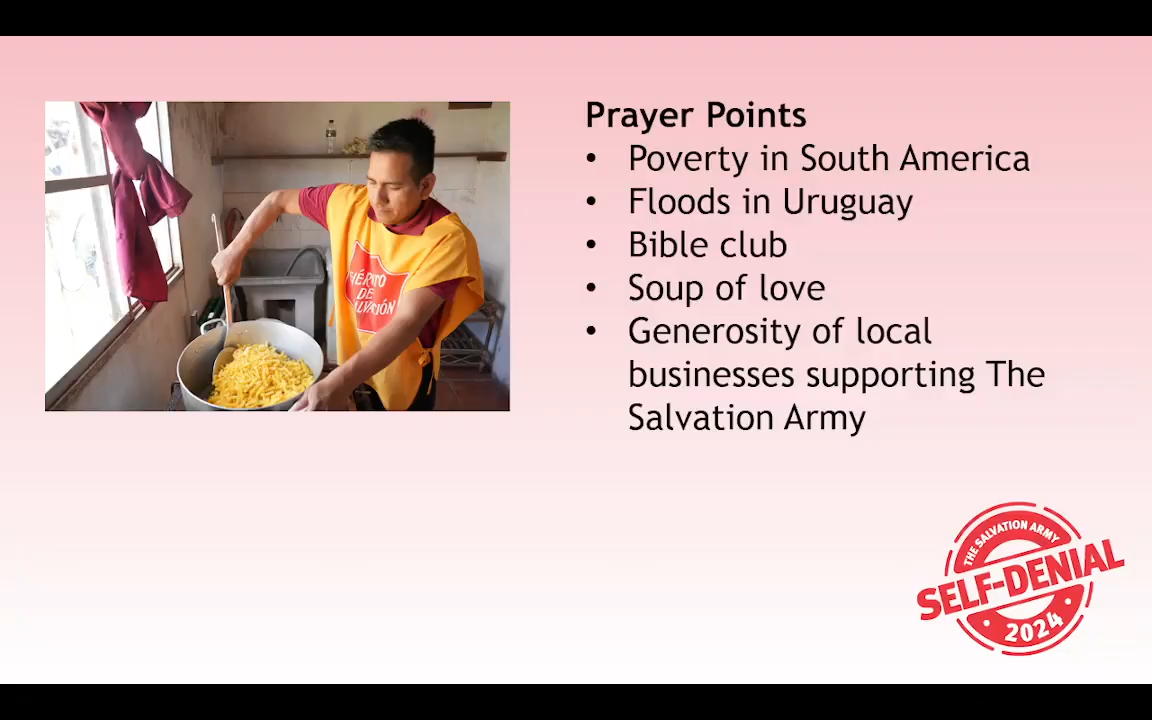 Prayer Points
• Poverty in South America
• Floods in Uruguay
• Bible club
• Soup of love
• Generosity of local
businesses supporting The
Salvation Army
DE
THE SALVATION ARMY
SELF-DENIAL
2024